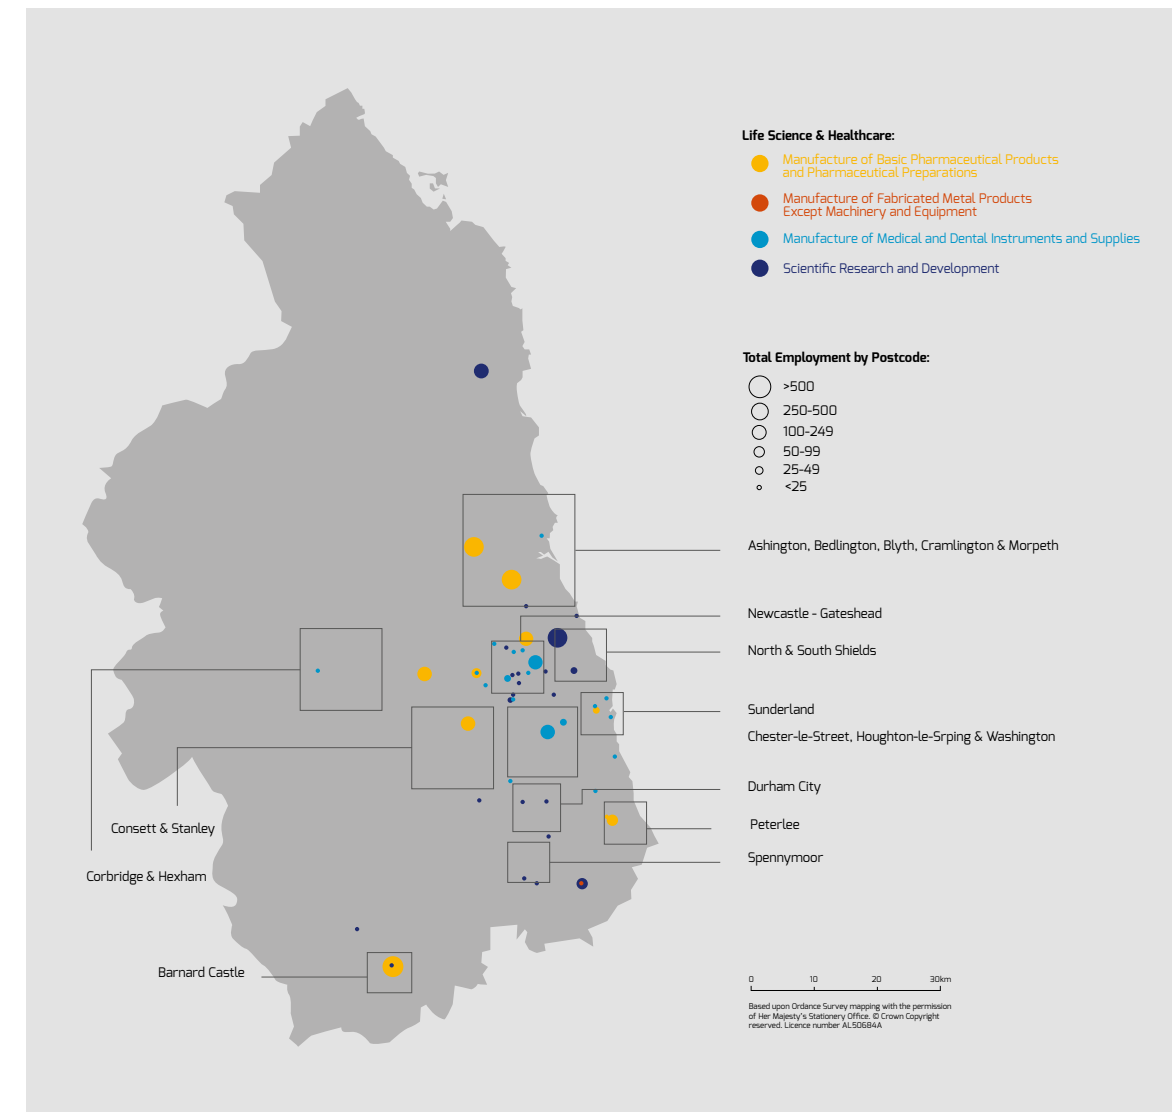 Life Science & Healthcare:
Manufacture of Basic Pharmaceutical Products
and Pharmaceutical Preparations
Manufacture of Fabricated Metal Products
Except Machinery and Equipment
Manufacture of Medical and Dental Instruments and Supplies
Scientific Research and Development
Total Employment by Postcode:
>500
250-500
100-249
50-99
25-49
<25
Ashington, Bedlington, Blyth, Cramlington & Morpeth
Newcastle - Gateshead
North & South Shields
Sunderland
Chester-le-Street, Houghton-le-Srping & Washington
Durham City
Peterlee
Spennymoor
Consett & Stanley
Corbridge & Hexham
Barnard Castle
0 10 20 30km
Based upon Ordance Survey mapping with the permission
of Her Majesty's Stationery Office. © Crown Copyright
reserved. Licence number AL50684A